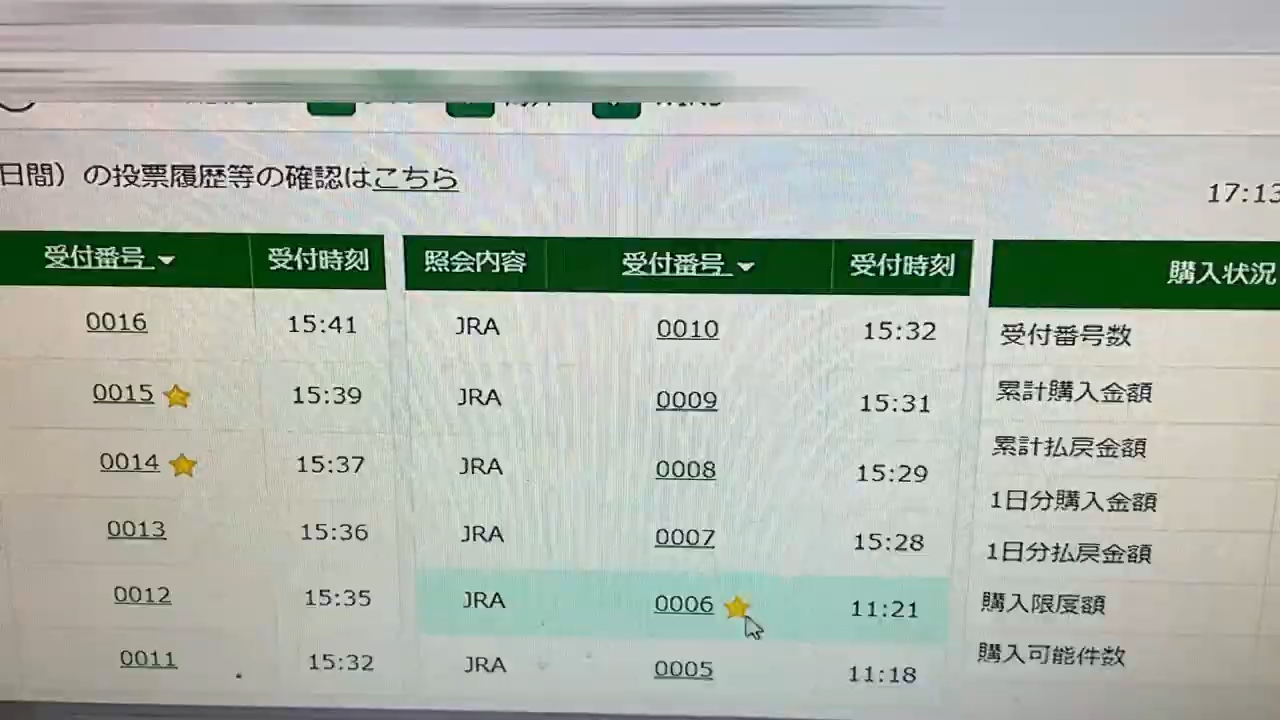 日間）の投票履歴等の確認はこちら
17:13
受付番号 受付時刻 照会内容 受付番号 受付時刻 購入状況
0016 15:41 JRA 0010 15:32 受付番号数
0015 15:39 JRA 0009 15:31 累計購入金額
0014 15:37 JRA 0008 15:29 累計払戻金額
0013 15:36 JRA 0007 15:28 1日分購入金額
0012 15:35 JRA 0006 11:21 1日分払戻金額
0011 15:32 JRA 0005 11:18 購入限度額
購入可能件数